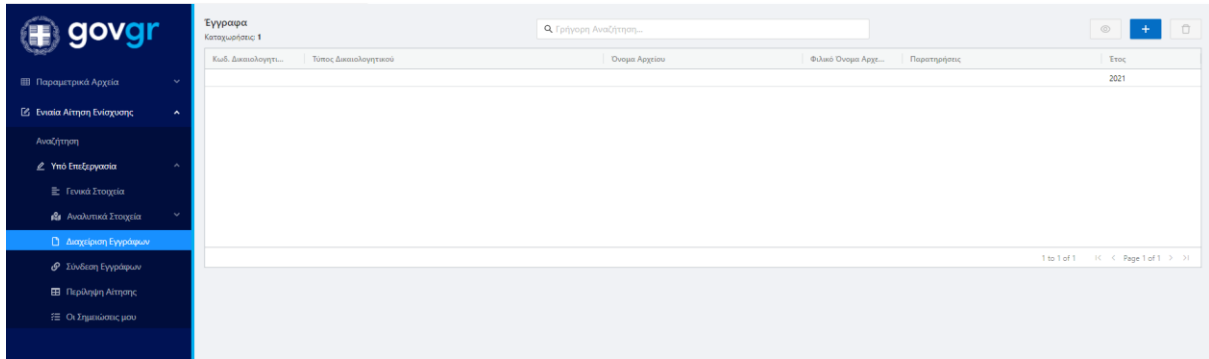 govgr
Παραμετρικά Αρχεία
Ενιαία Αίτηση Ενίσχυσης
Αναζήτηση
Υπό Επεξεργασία
Γενικά Στοιχεία
Αναλυτικά Στοιχεία
Διαχείριση Εγγράφων
Σύνδεση Εγγράφων
Περίληψη Αίτησης
Οι Σημειώσεις μου
Έγγραφα
Καταχωρήσεις: 1
Γρήγορη Αναζήτηση...
Κωδ. Δικαιολογητι... Τύπος Δικαιολογητικού Όνομα Αρχείου Φιλικό Όνομα Αρχε... Παρατηρήσεις Έτος
2021
1 to 1 of 1 Page 1 of 1